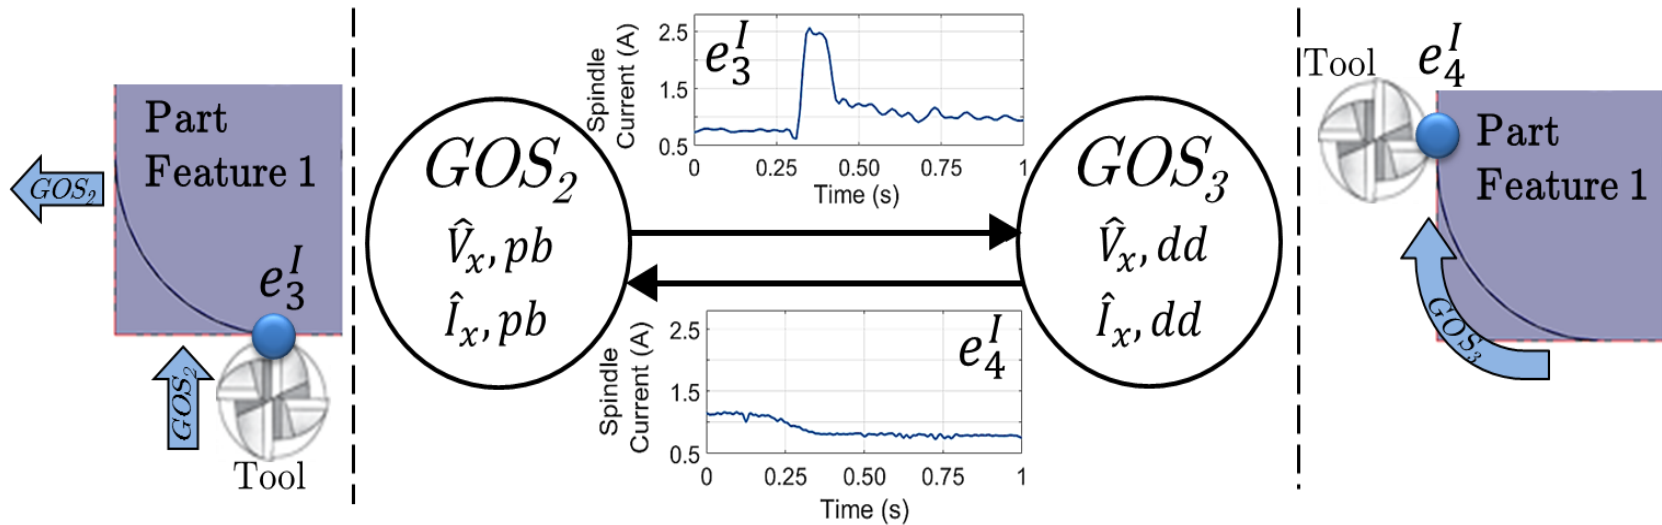 Part
Feature 1
GOS₂
e₃ᴵ
GOS₂
Tool
GOS₂
V̂ₓ, pb
Îₓ, pb
Spindle
Current (A)
2.5
1.5
0.5
e₃ᴵ
0 0.25 0.50 0.75 1
Time (s)
Spindle
Current (A)
2.5
1.5
0.5
e₄ᴵ
0 0.25 0.50 0.75 1
Time (s)
GOS₃
V̂ₓ, dd
Îₓ, dd
Tool
e₄ᴵ
Part
Feature 1
GOS₃